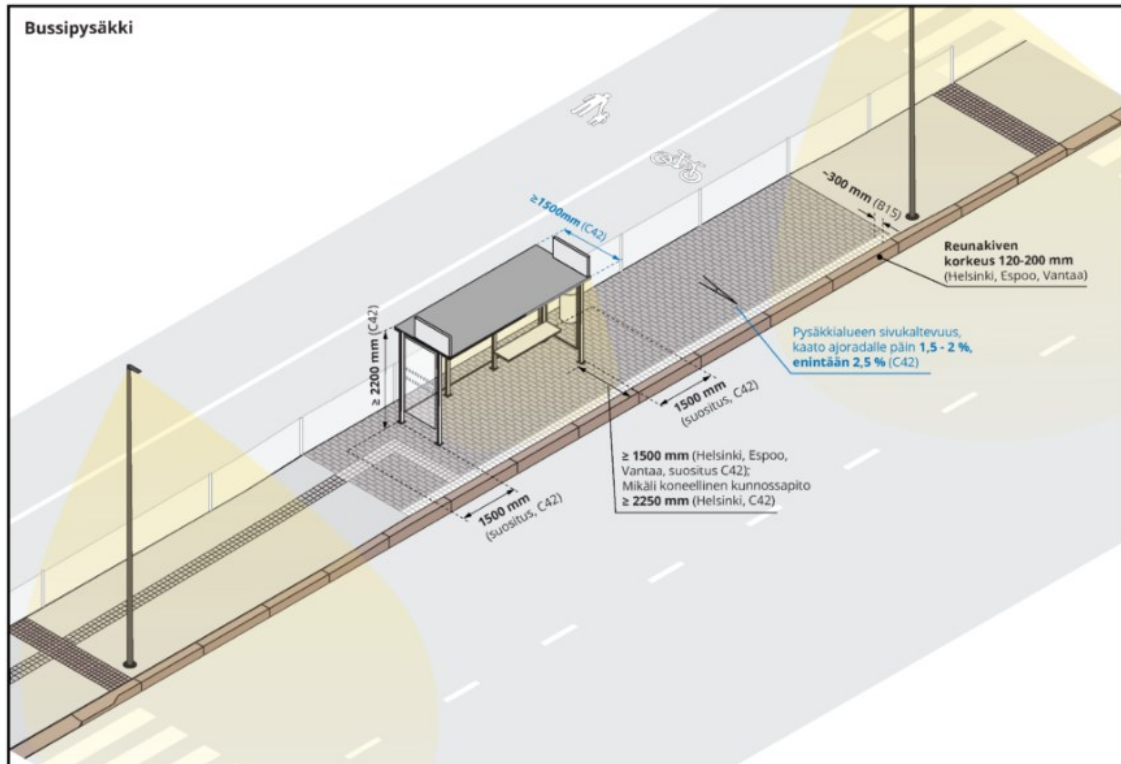 Bussipysäkki
≥1500mm (C42)
~300 mm (B15)
Reunakiven
korkeus 120-200 mm
(Helsinki, Espoo, Vantaa)
≥ 2200 mm (C42)
Pysäkkialueen sivukaltevuus,
kaato ajoradalle päin 1,5 - 2 %,
enintään 2,5 % (C42)
1500 mm
(suositus, C42)
≥ 1500 mm (Helsinki, Espoo,
Vantaa, suositus C42);
Mikäli koneellinen kunnossapito
≥ 2250 mm (Helsinki, C42)
1500 mm
(suositus, C42)